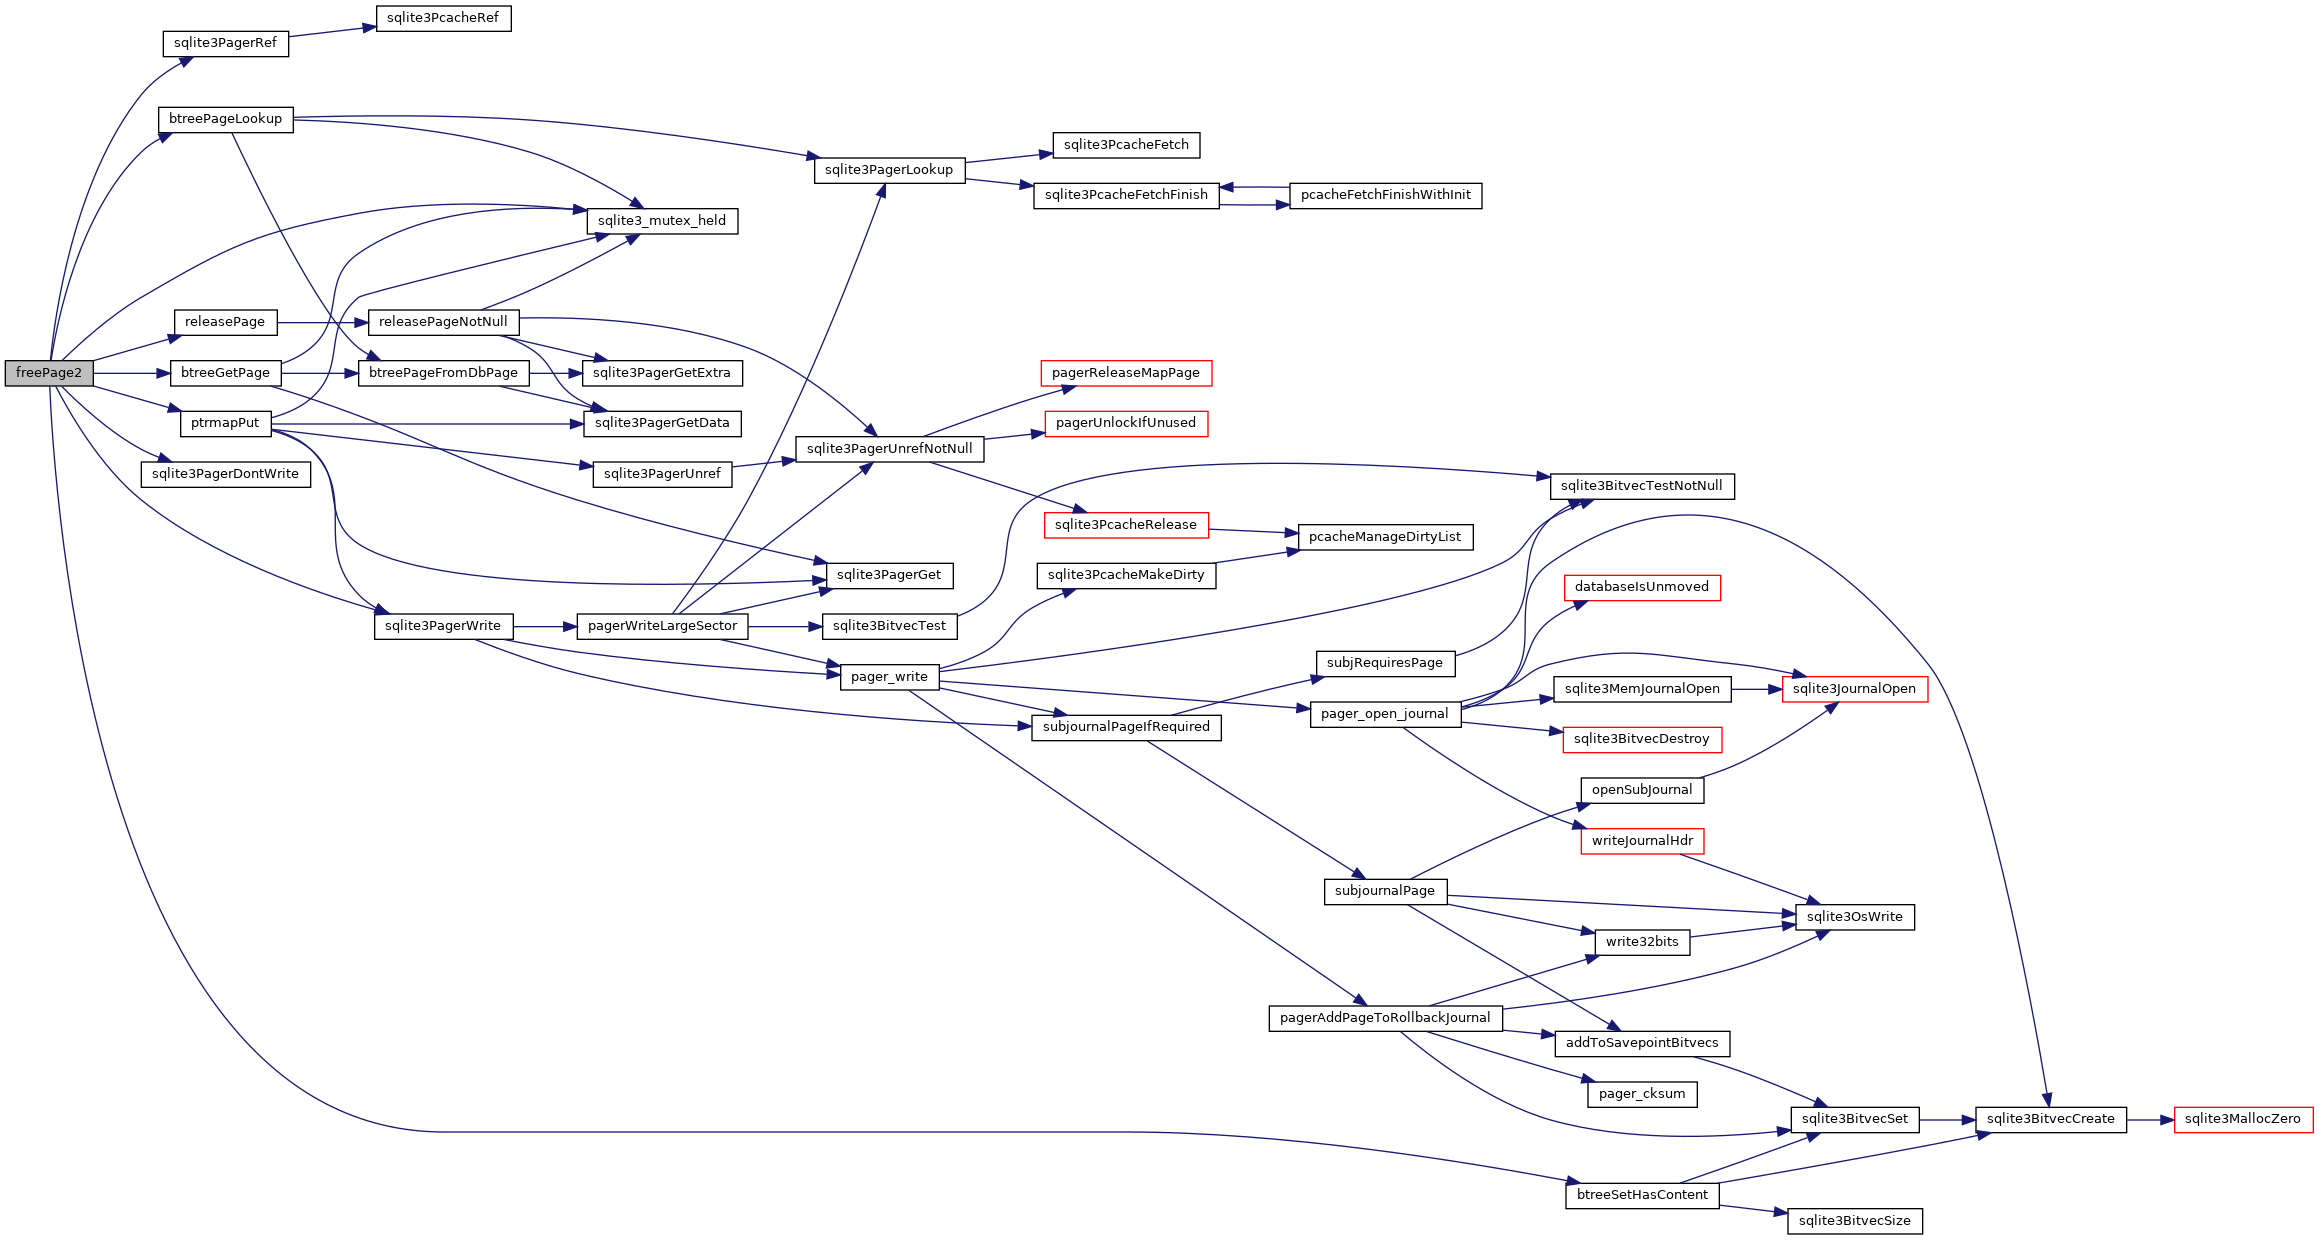 sqlite3PcacheRef
sqlite3PagerRef
btreePageLookup
sqlite3PcacheFetch
sqlite3PagerLookup
sqlite3PcacheFetchFinish
pcacheFetchFinishWithInit
sqlite3_mutex_held
releasePage
releasePageNotNull
freePage2
btreeGetPage
btreePageFromDbPage
sqlite3PagerGetExtra
pagerReleaseMapPage
ptrmapPut
sqlite3PagerGetData
pagerUnlockIfUnused
sqlite3PagerUnrefNotNull
sqlite3PagerDontWrite
sqlite3PagerUnref
sqlite3BitvecTestNotNull
sqlite3PcacheRelease
pcacheManageDirtyList
sqlite3PagerGet
sqlite3PcacheMakeDirty
databaseIsUnmoved
sqlite3PagerWrite
pagerWriteLargeSector
sqlite3BitvecTest
subjRequiresPage
pager_write
sqlite3MemJournalOpen
sqlite3JournalOpen
pager_open_journal
subjournalPageIfRequired
sqlite3BitvecDestroy
openSubJournal
writeJournalHdr
subjournalPage
sqlite3OsWrite
write32bits
pagerAddPageToRollbackJournal
addToSavepointBitvecs
pager_cksum
sqlite3BitvecSet
sqlite3BitvecCreate
sqlite3MallocZero
btreeSetHasContent
sqlite3BitvecSize